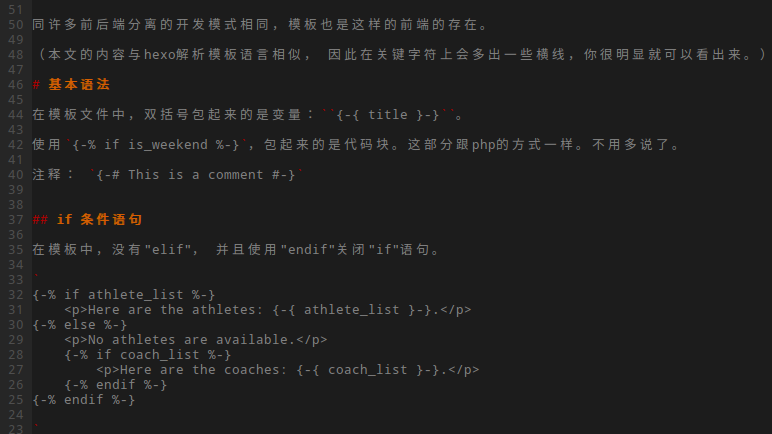 51
50 同许多前后端分离的开发模式相同，模板也是这样的前端的存在。
49
48 （本文的内容与hexo解析模板语言相似， 因此在关键字符上会多出一些横线，你很明显就可以看出来。）
47
46 # 基本语法
45
44 在模板文件中，双括号包起来的是变量：``{-{ title }-}``。
43
42 使用`{-% if is_weekend %-}`，包起来的是代码块。这部分跟php的方式一样。不用多说了。
41
40 注释： `{-# This is a comment #-}`
39
38
37 ## if 条件语句
36
35 在模板中，没有"elif"， 并且使用"endif"关闭"if"语句。
34
33 `
32 {-% if athlete_list %-}
31     <p>Here are the athletes: {-{ athlete_list }-}.</p>
30 {-% else %-}
29     <p>No athletes are available.</p>
28     {-% if coach_list %-}
27         <p>Here are the coaches: {-{ coach_list }-}.</p>
26     {-% endif %-}
25 {-% endif %-}
24
23 `